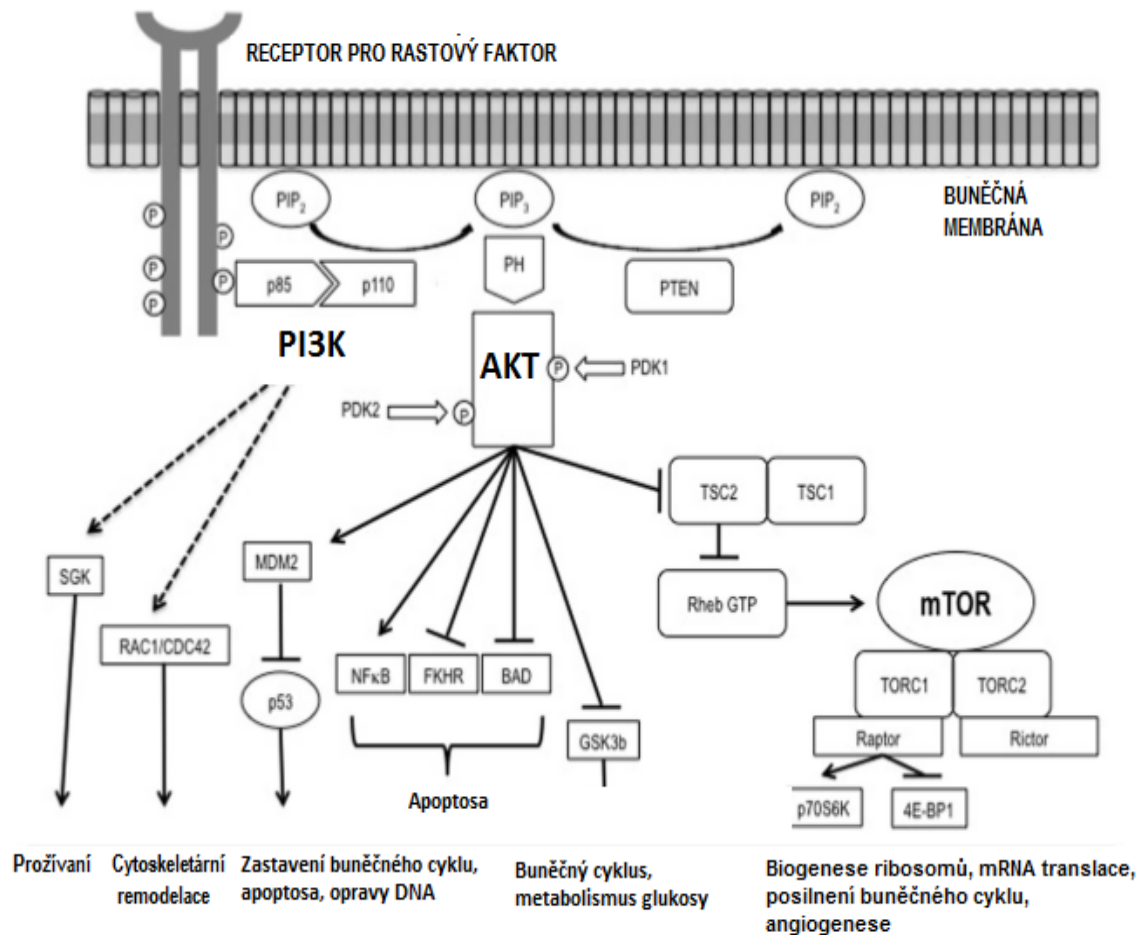 RECEPTOR PRO RASTOVÝ FAKTOR
PIP2
PIP3
PIP2
BUNĚČNÁ
MEMBRÁNA
P
P
P
P
P
p85
p110
PH
PTEN
PI3K
AKT
P
PDK1
PDK2
P
TSC2
TSC1
SGK
MDM2
Rheb GTP
mTOR
RAC1/CDC42
p53
NFκB
FKHR
BAD
TORC1
TORC2
GSK3b
Raptor
Rictor
Apoptosa
p70S6K
4E-BP1
Prožívaní
Cytoskeletární
remodelace
Zastavení buněčného cyklu,
apoptosa, opravy DNA
Buněčný cyklus,
metabolismus glukosy
Biogenese ribosomů, mRNA translace,
posilnení buněčného cyklu,
angiogenese